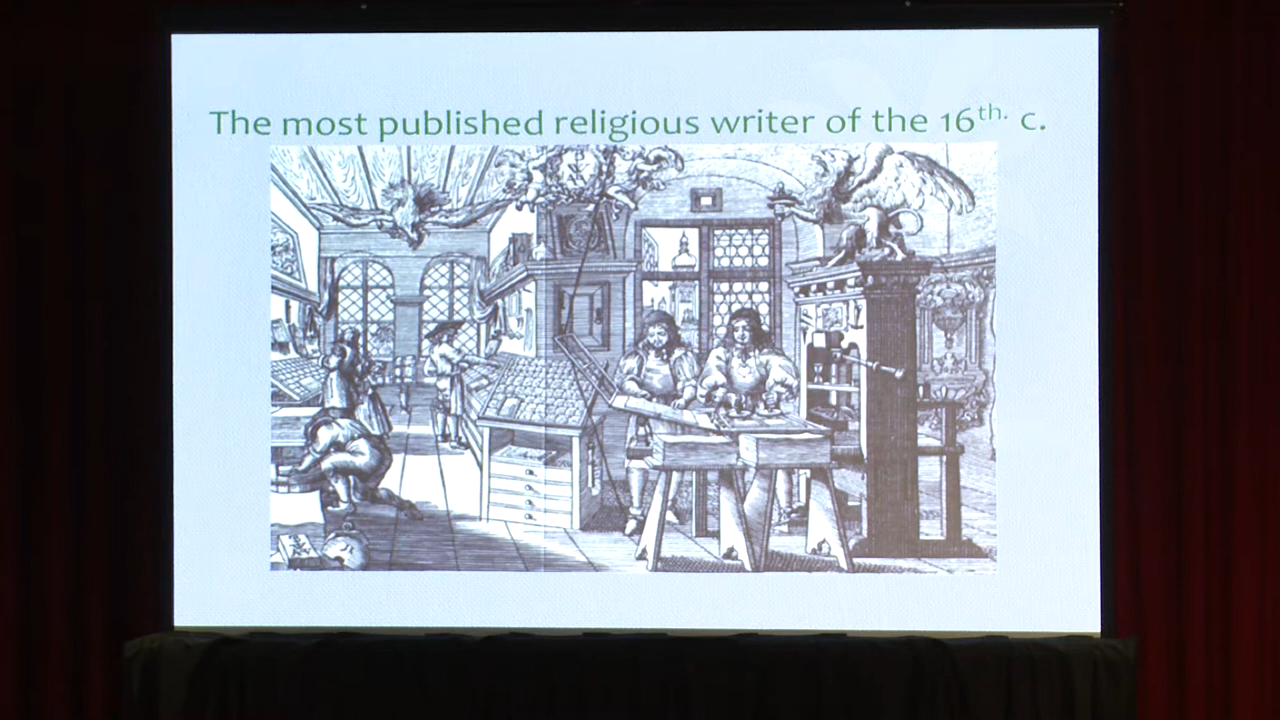 The most published religious writer of the 16th. c.